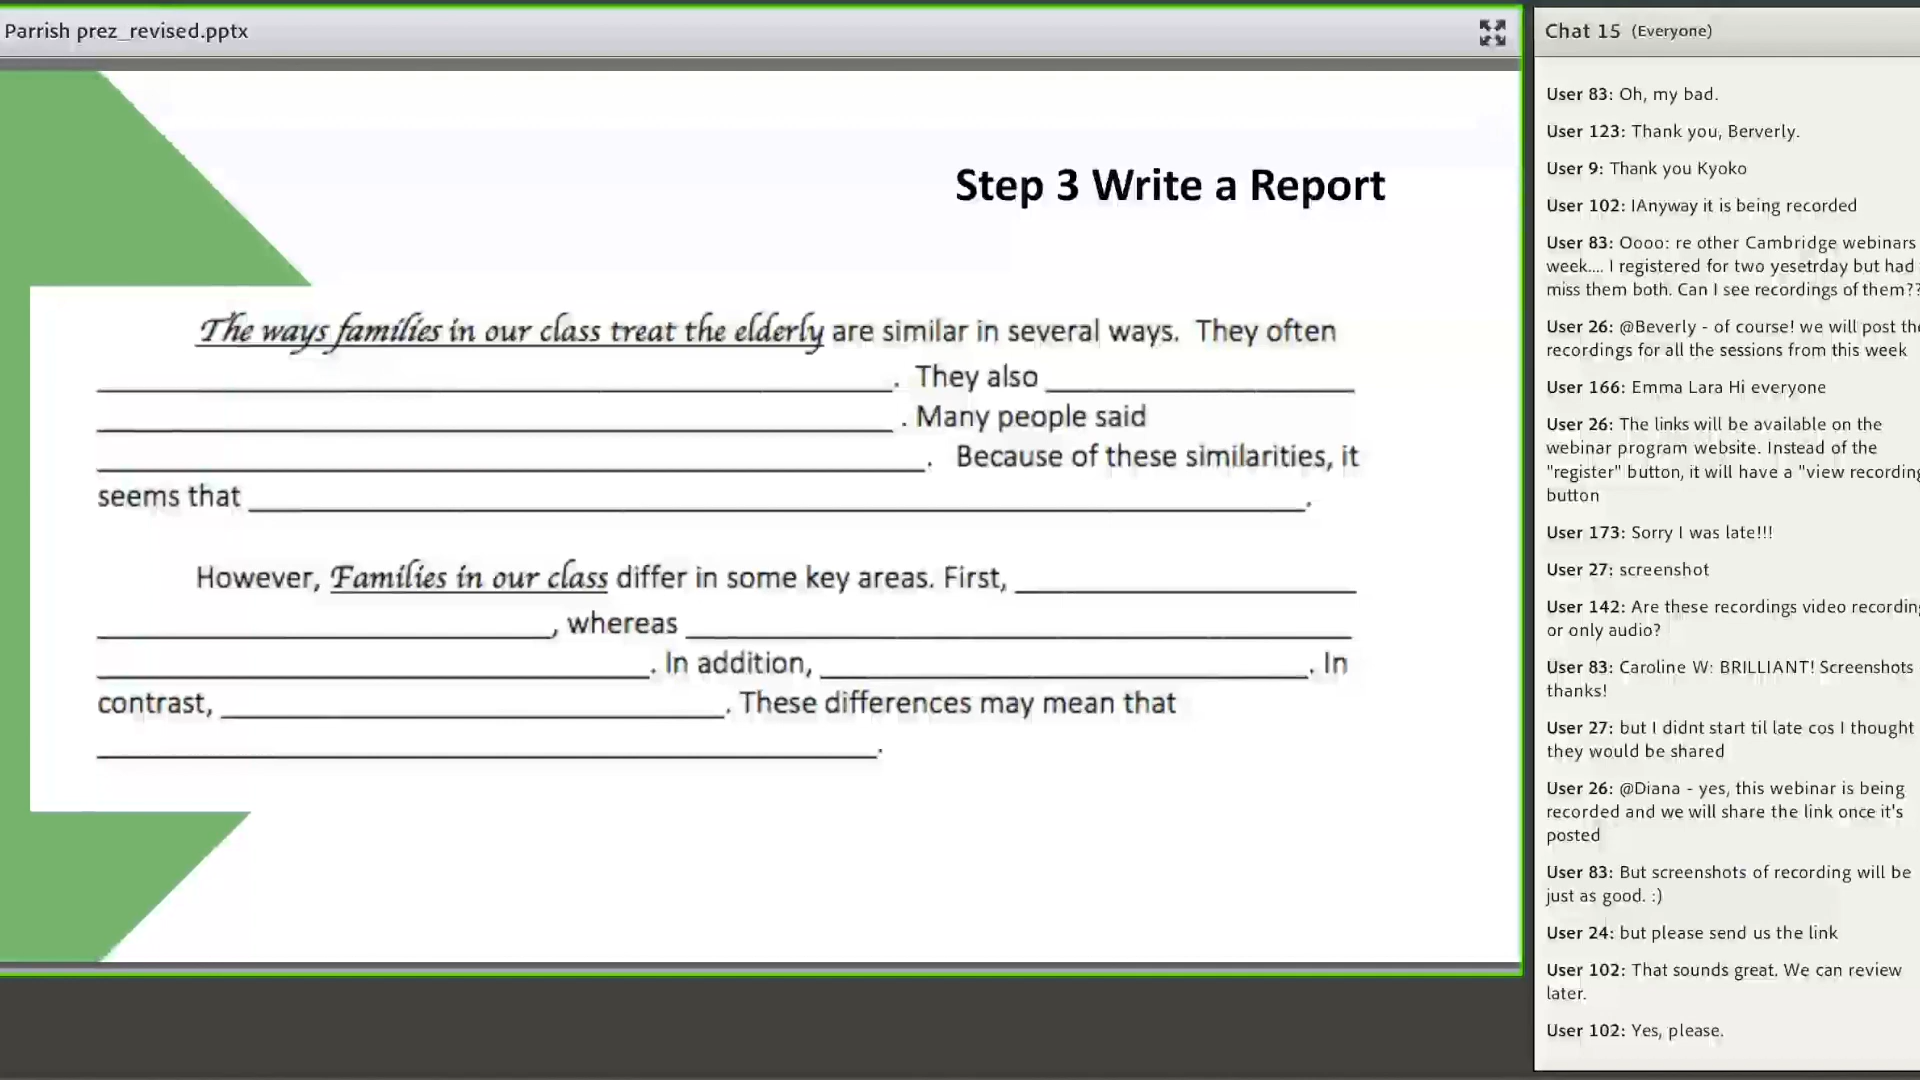 Parrish prez_revised.pptx
Step 3 Write a Report
The ways families in our class treat the elderly are similar in several ways. They often
. They also
. Many people said
. Because of these similarities, it
seems that .
However, Families in our class differ in some key areas. First,
, whereas
. In addition, . In
contrast, . These differences may mean that
.
Chat 15 (Everyone)
User 83: Oh, my bad.
User 123: Thank you, Berverly.
User 9: Thank you Kyoko
User 102: IAnyway it is being recorded
User 83: Oooo: re other Cambridge webinars
week.... I registered for two yesetrday but had
miss them both. Can I see recordings of them??
User 26: @Beverly - of course! we will post the
recordings for all the sessions from this week
User 166: Emma Lara Hi everyone
User 26: The links will be available on the
webinar program website. Instead of the
"register" button, it will have a "view recording
button
User 173: Sorry I was late!!!
User 27: screenshot
User 142: Are these recordings video recording
or only audio?
User 83: Caroline W: BRILLIANT! Screenshots
thanks!
User 27: but I didnt start til late cos I thought
they would be shared
User 26: @Diana - yes, this webinar is being
recorded and we will share the link once it's
posted
User 83: But screenshots of recording will be
just as good. :)
User 24: but please send us the link
User 102: That sounds great. We can review
later.
User 102: Yes, please.